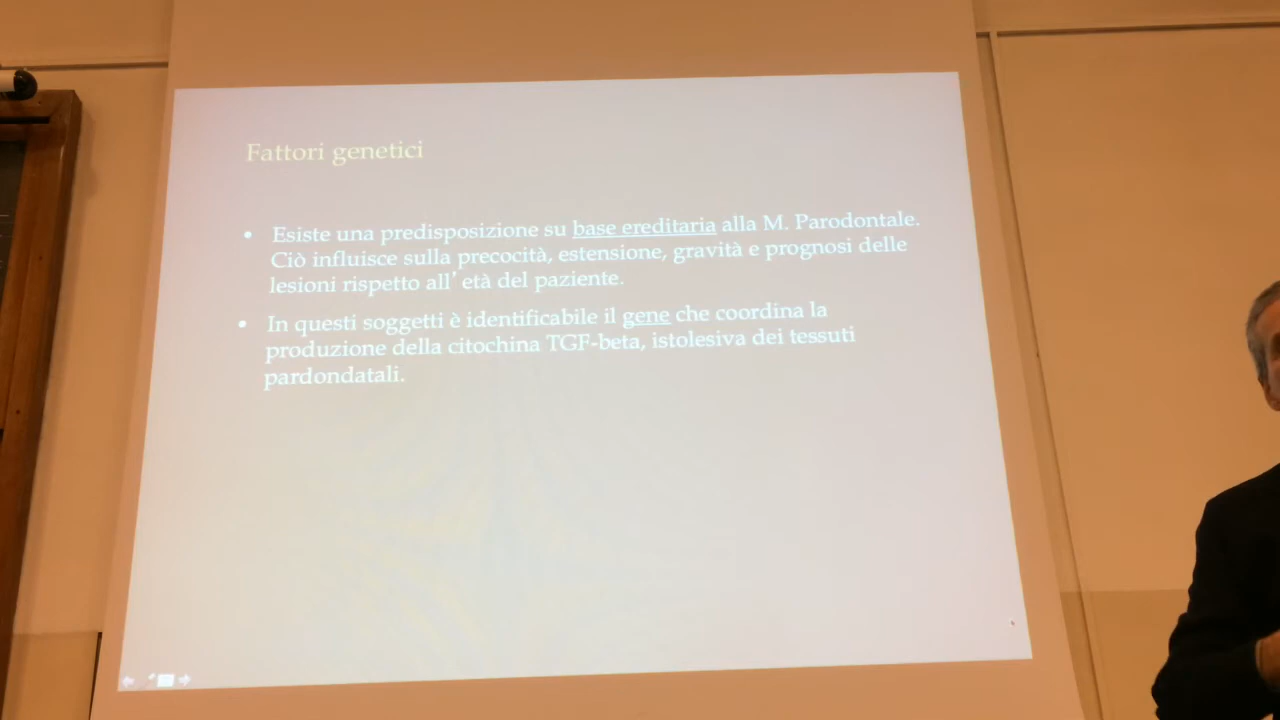 Fattori genetici
• Esiste una predisposizione su base ereditaria alla M. Parodontale.
Ciò influisce sulla precocità, estensione, gravità e prognosi delle
lesioni rispetto all' età del paziente.
• In questi soggetti è identificabile il gene che coordina la
produzione della citochina TGF-beta, istolesiva dei tessuti
pardondatali.